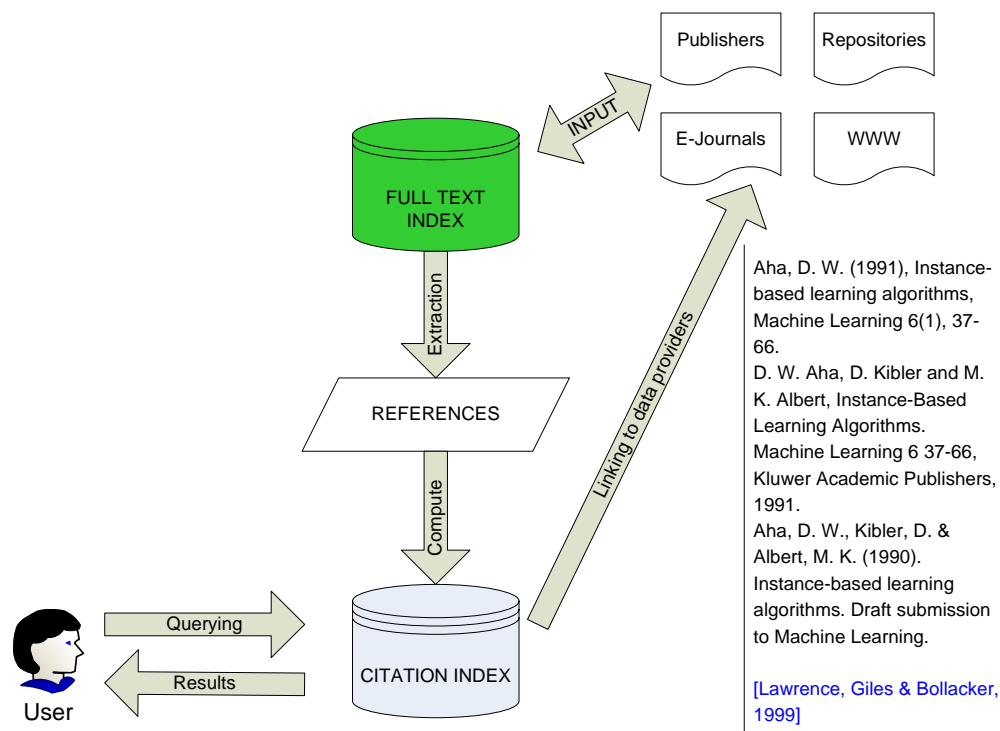 Publishers
Repositories
E-Journals
WWW
INPUT
FULL TEXT
INDEX
Extraction
REFERENCES
Compute
CITATION INDEX
Linking to data providers
Querying
Results
User
Aha, D. W. (1991), Instance-
based learning algorithms,
Machine Learning 6(1), 37-
66.
D. W. Aha, D. Kibler and M.
K. Albert, Instance-Based
Learning Algorithms.
Machine Learning 6 37-66,
Kluwer Academic Publishers,
1991.
Aha, D. W., Kibler, D. &
Albert, M. K. (1990).
Instance-based learning
algorithms. Draft submission
to Machine Learning.
[Lawrence, Giles & Bollacker,
1999]